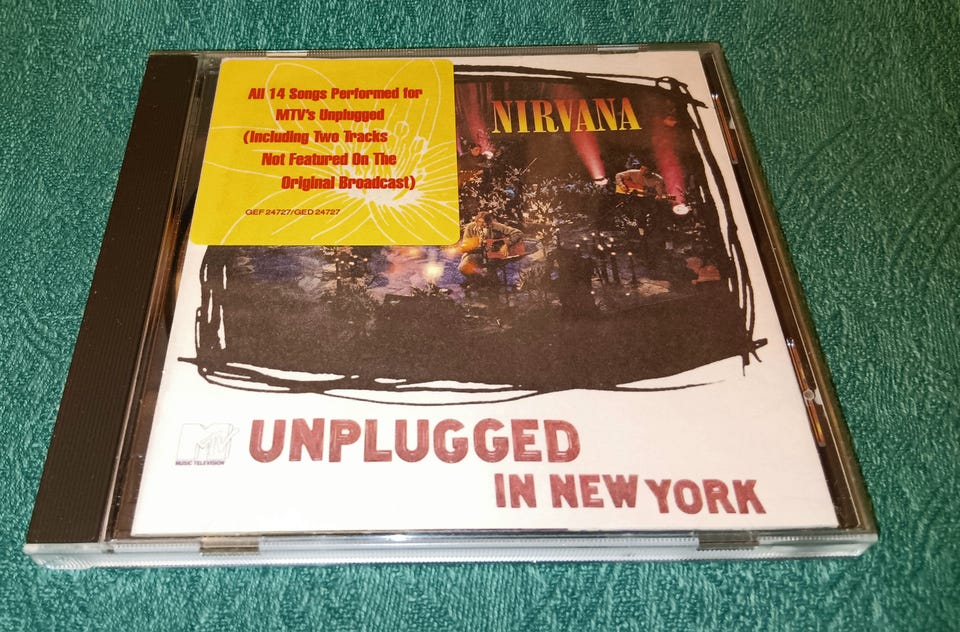 All 14 Songs Performed for
MTV's Unplugged
(Including Two Tracks
Not Featured On The
Original Broadcast)
GEF 24727/GED 24727
NIRVANA
MTV
MUSIC TELEVISION
UNPLUGGED
IN NEW YORK